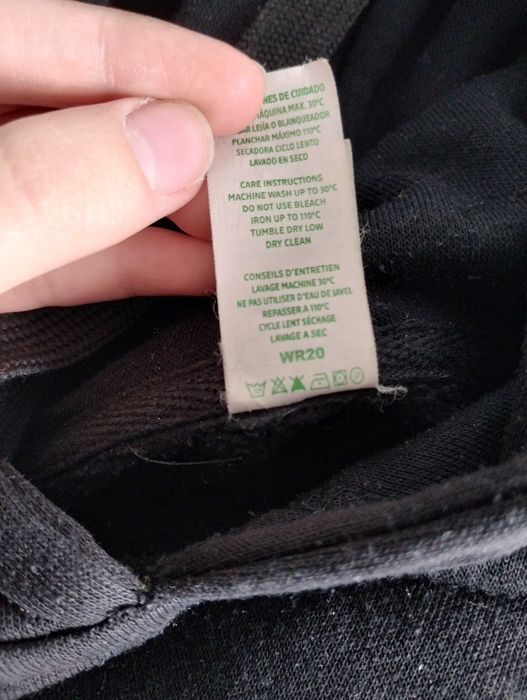 NES DE CUIDADO
MÁQUINA MAX. 30°C
LEJÍA O BLANQUEADOR
PLANCHAR MÁXIMO 110°C
SECADORA CICLO LENTO
LAVADO EN SECO
CARE INSTRUCTIONS
MACHINE WASH UP TO 30°C
DO NOT USE BLEACH
IRON UP TO 110°C
TUMBLE DRY LOW
DRY CLEAN
CONSEILS D'ENTRETIEN
LAVAGE MACHINE 30°C
NE PAS UTILISER D'EAU DE JAVEL
REPASSER A 110°C
CYCLE LENT SÉCHAGE
LAVAGE A SEC
WR20